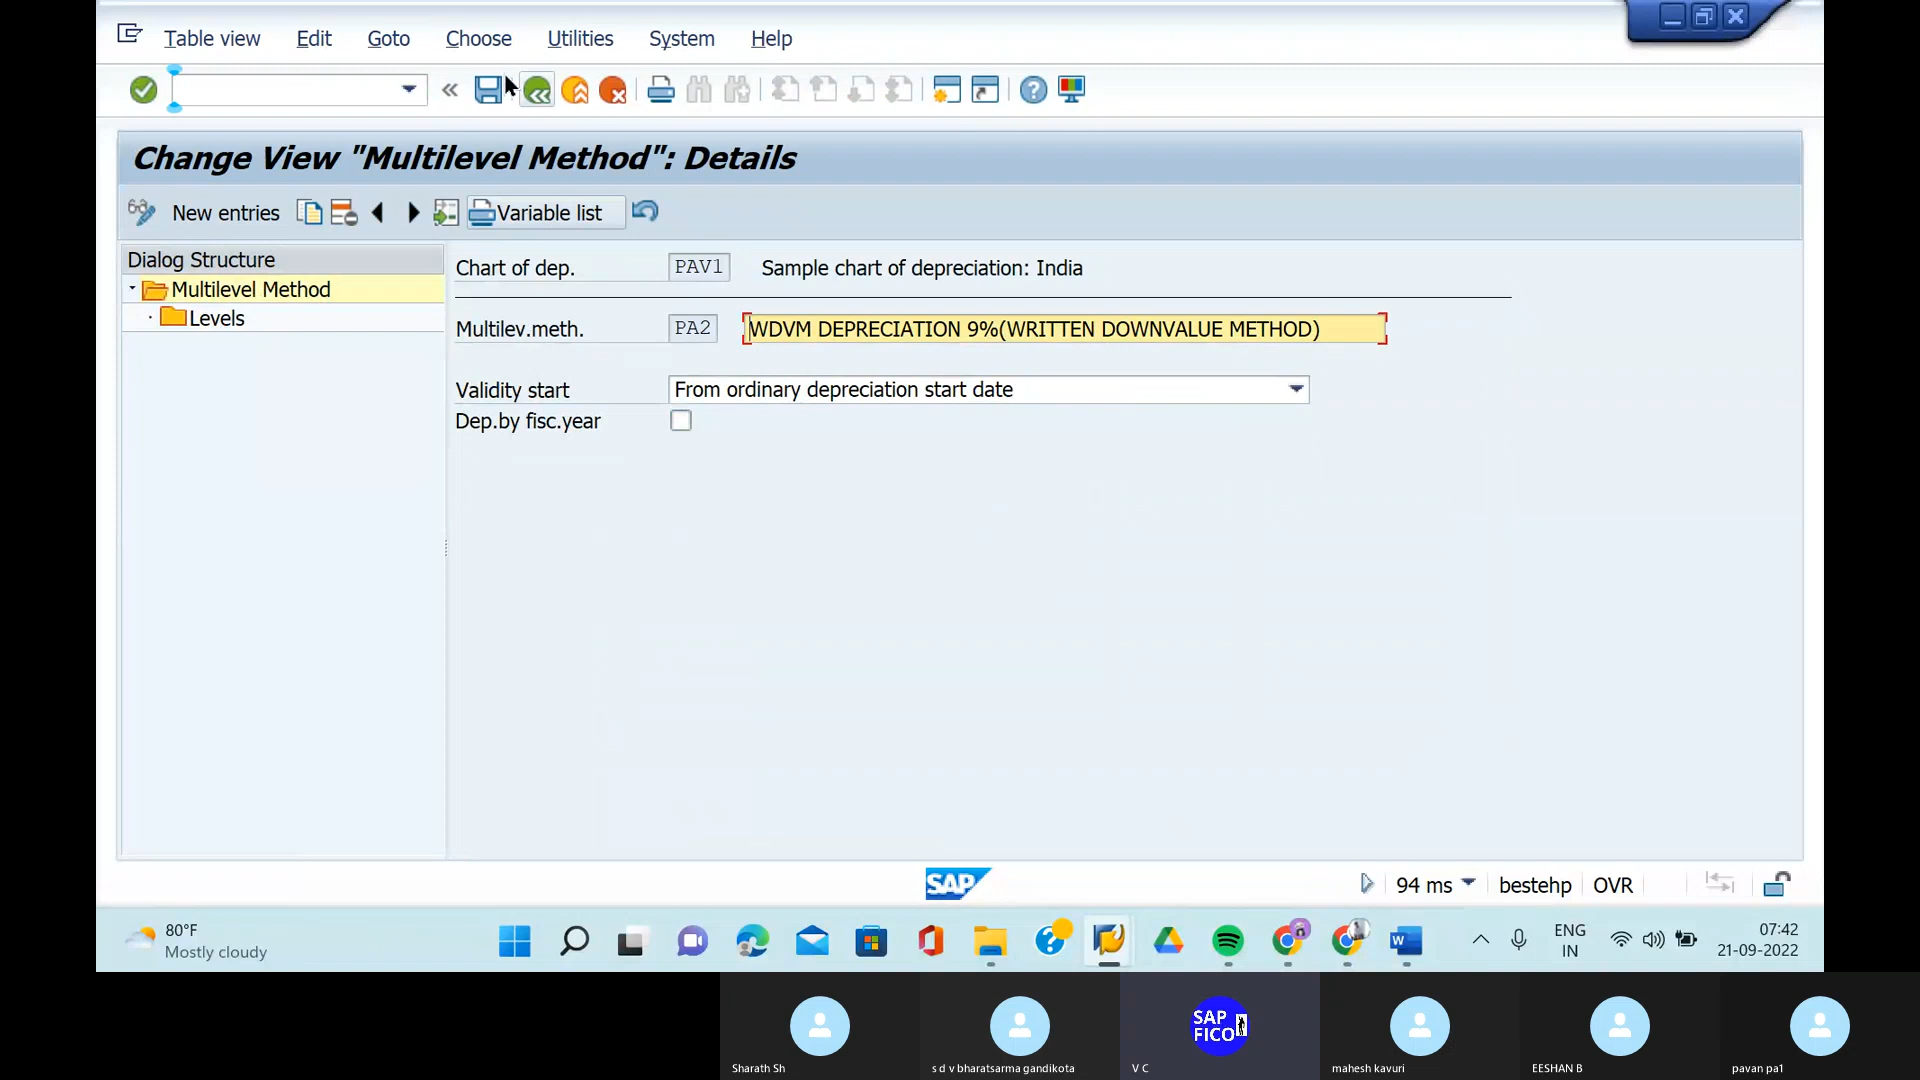 Table view Edit Goto Choose Utilities System Help
Change View "Multilevel Method": Details
New entries Variable list
Dialog Structure
Multilevel Method
Levels
Chart of dep. PAV1 Sample chart of depreciation: India
Multilev.meth. PA2 WDVM DEPRECIATION 9%(WRITTEN DOWNVALUE METHOD)
Validity start From ordinary depreciation start date
Dep.by fisc.year
SAP 94 ms bestehp OVR
80°F
Mostly cloudy
ENG
IN
07:42
21-09-2022
SAP
FICO
Sharath Sh s d v bharatsarma gandikota V C mahesh kavuri EESHAN B pavan pa1